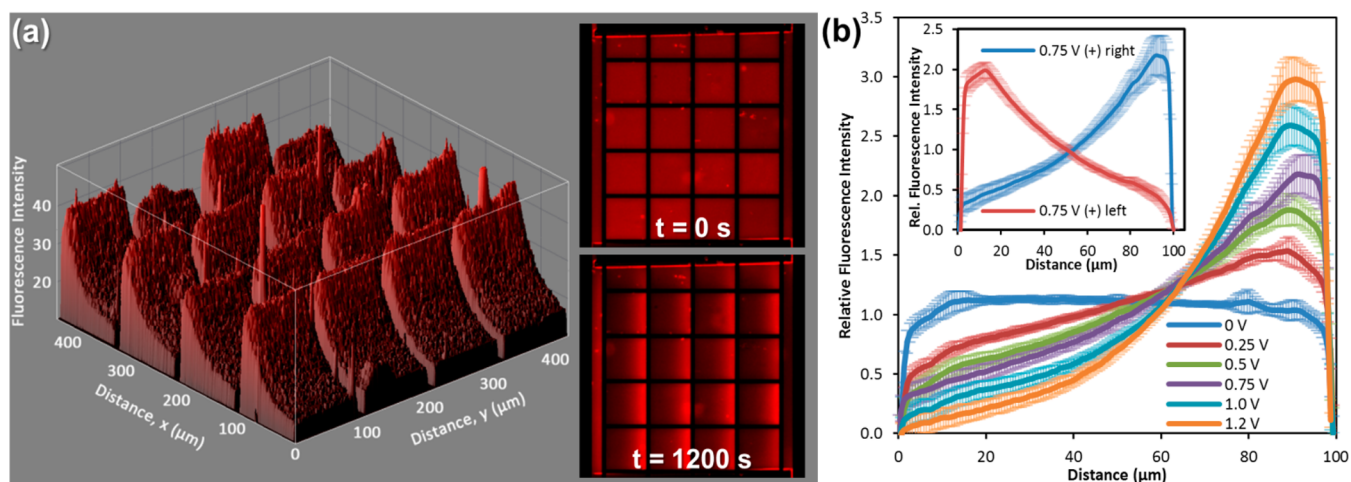 (a)
Fluorescence Intensity
40
30
20
400
300
200
100
0
Distance, x (µm)
100
200
300
400
Distance, y (µm)
t = 0 s
t = 1200 s
(b)
Relative Fluorescence Intensity
3.5
3.0
2.5
2.0
1.5
1.0
0.5
0.0
0
20
40
60
80
100
Distance (µm)
Rel. Fluorescence Intensity
2.5
2.0
1.5
1.0
0.5
0.0
0
20
40
60
80
100
Distance (µm)
0.75 V (+) right
0.75 V (+) left
0 V
0.25 V
0.5 V
0.75 V
1.0 V
1.2 V